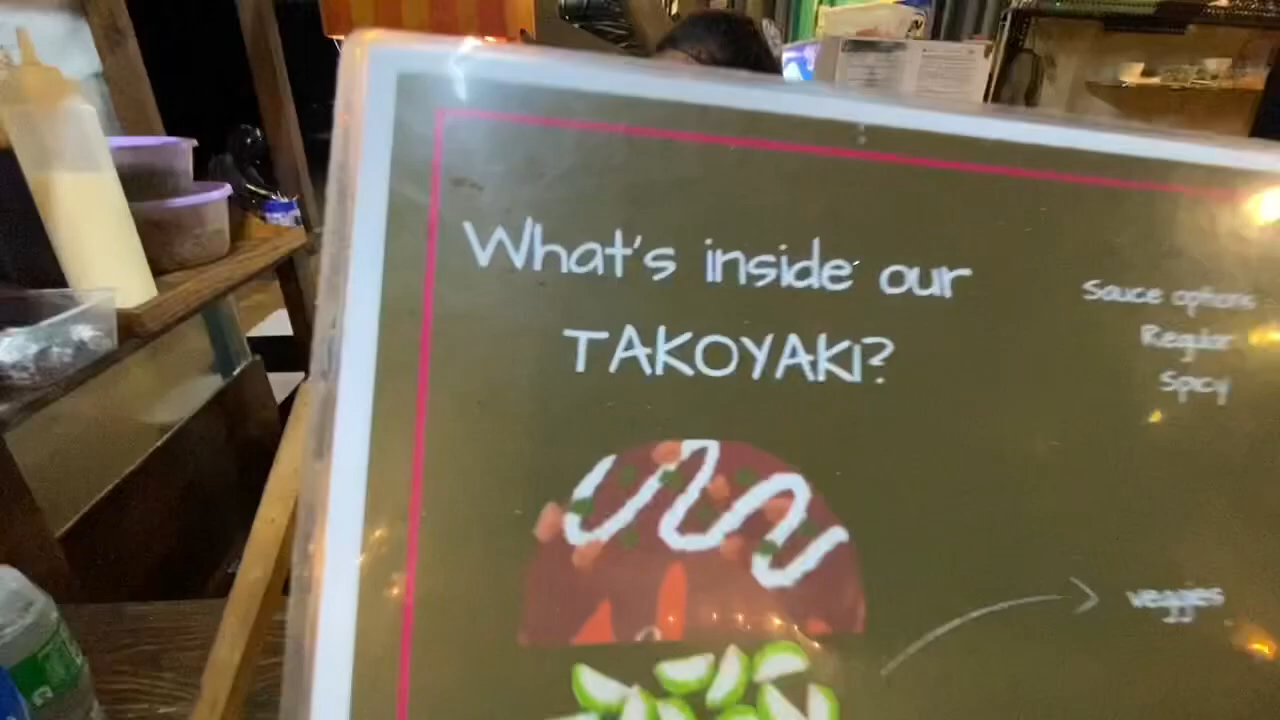 What's inside our
TAKOYAKI?
Sauce options
Regular
Spicy
veggies